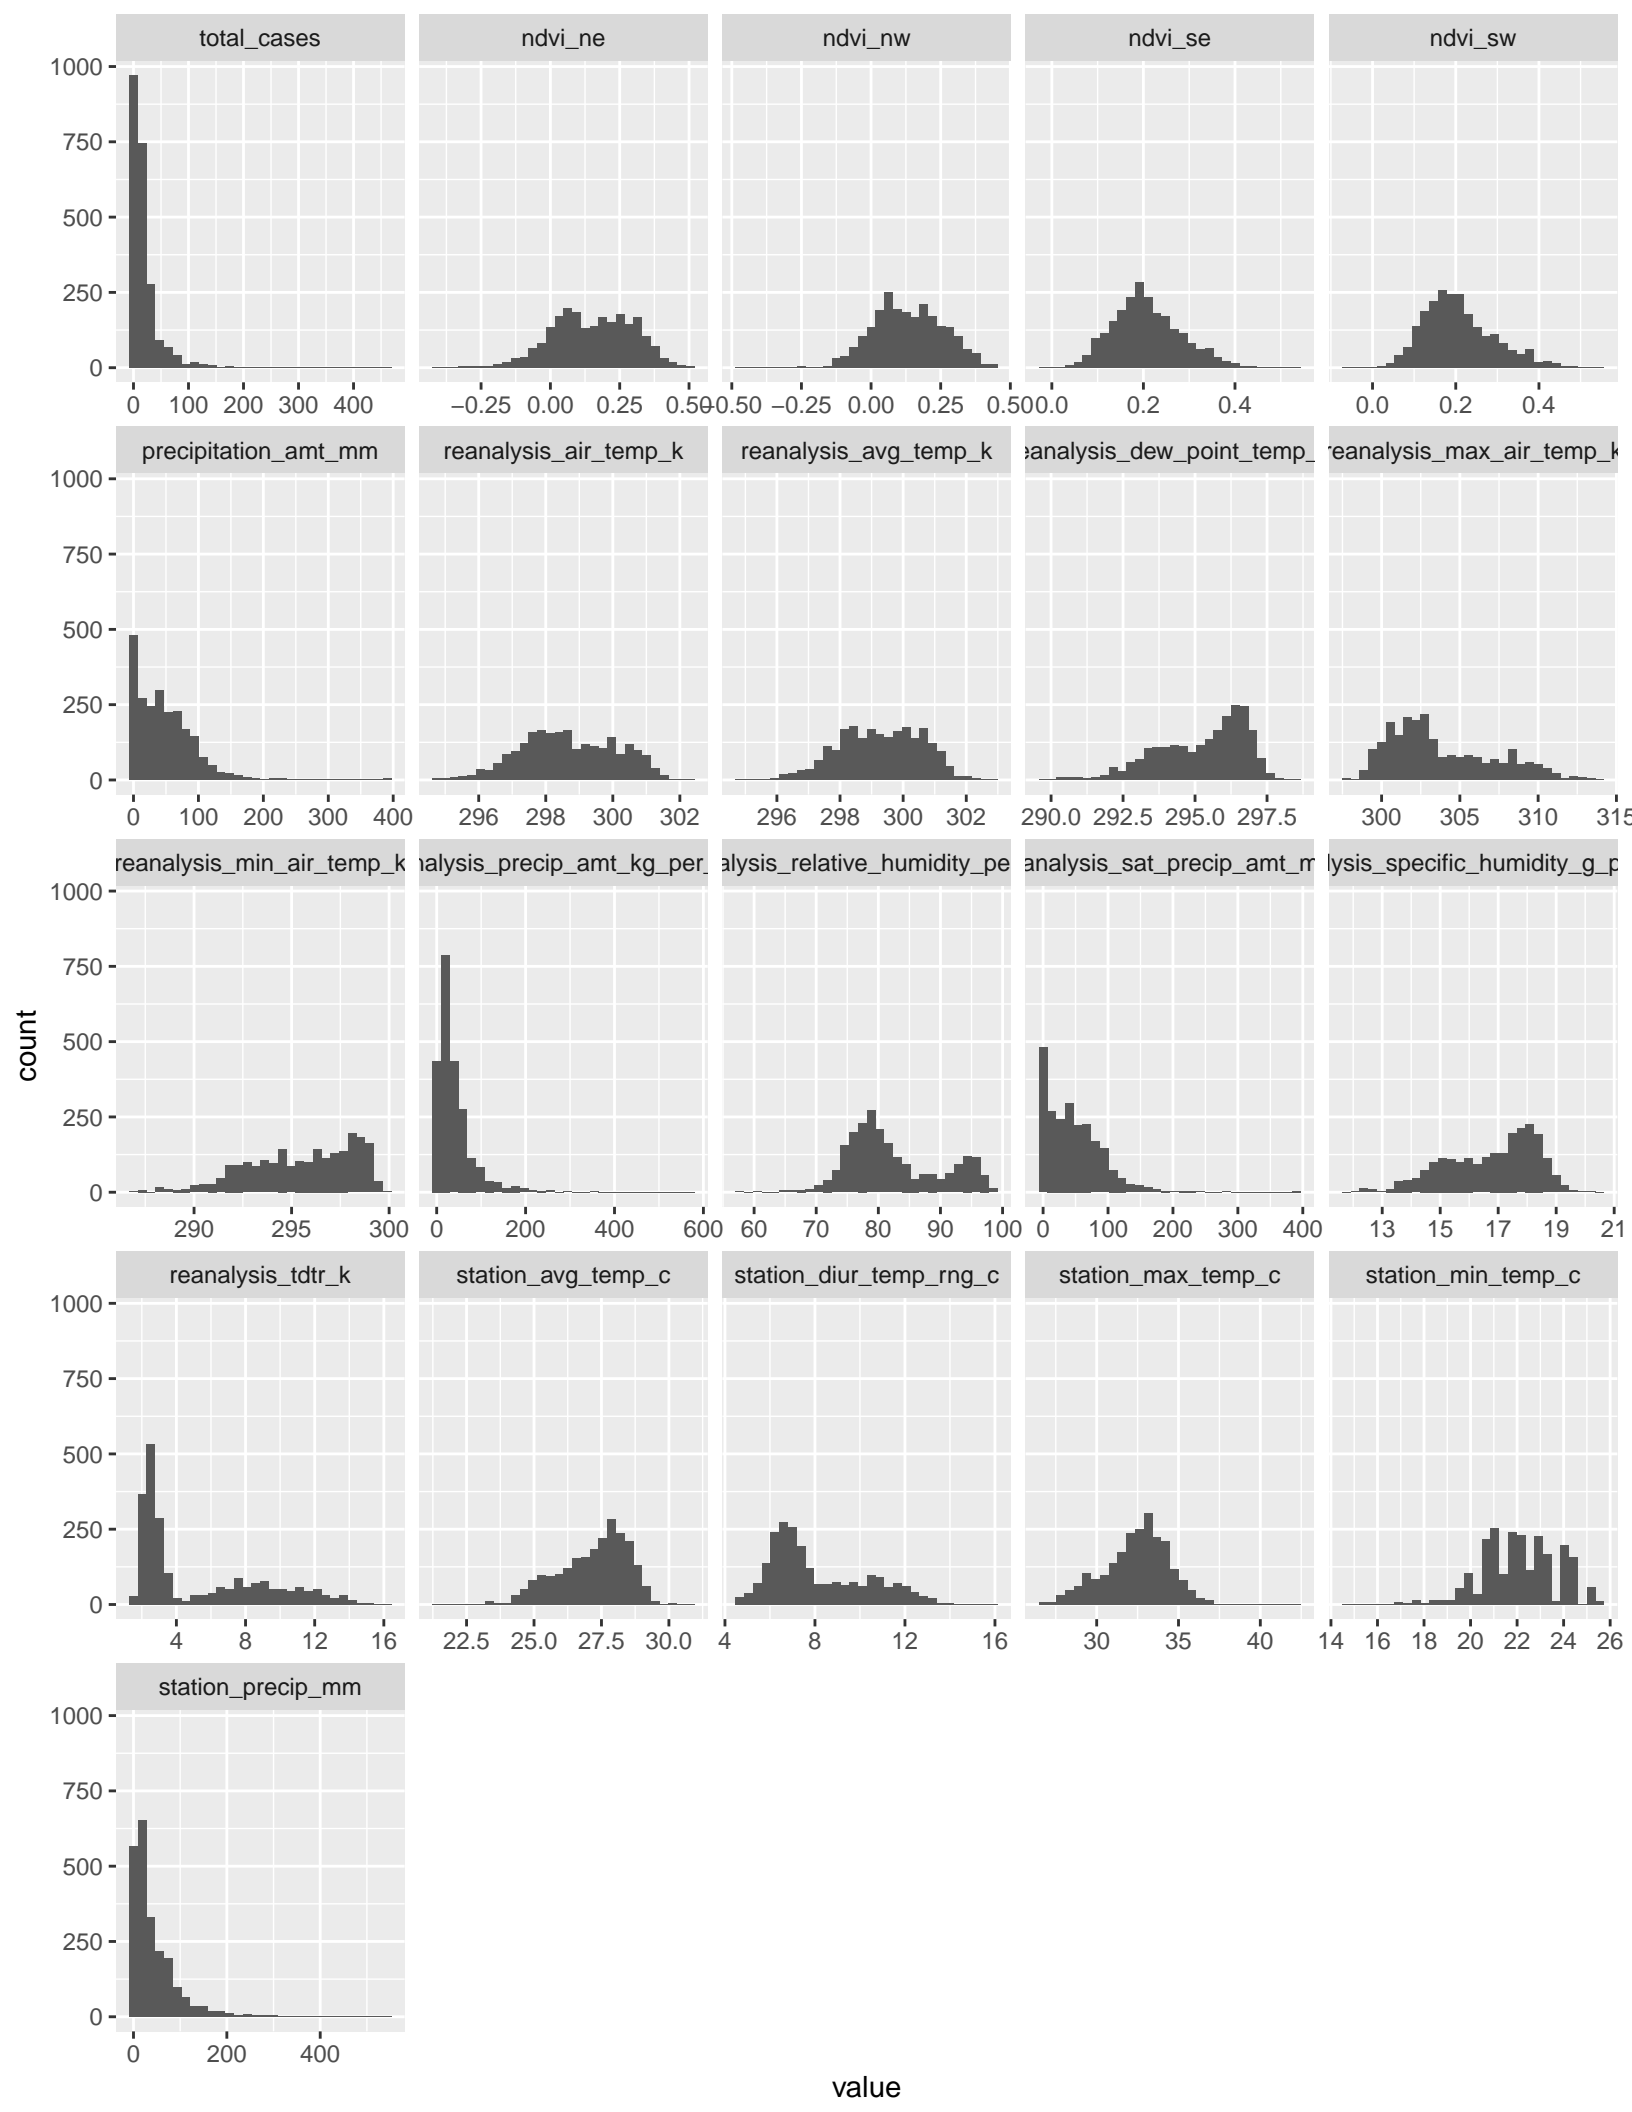 total_cases ndvi_ne ndvi_nw ndvi_se ndvi_sw
1000
750
500
250
0
0 100 200 300 400 −0.25 0.00 0.25 0.50 −0.50 −0.25 0.00 0.25 0.50 0.0 0.2 0.4 0.0 0.2 0.4
precipitation_amt_mm reanalysis_air_temp_k reanalysis_avg_temp_k eanalysis_dew_point_temp_ reanalysis_max_air_temp_k
1000
750
500
250
0
0 100 200 300 400 296 298 300 302 296 298 300 302 290.0 292.5 295.0 297.5 300 305 310 315
reanalysis_min_air_temp_k nalysis_precip_amt_kg_per_ alysis_relative_humidity_pe analysis_sat_precip_amt_m lysis_specific_humidity_g_p
1000
750
500
250
0
290 295 300 0 200 400 600 60 70 80 90 100 0 100 200 300 400 13 15 17 19 21
count
reanalysis_tdtr_k station_avg_temp_c station_diur_temp_rng_c station_max_temp_c station_min_temp_c
1000
750
500
250
0
4 8 12 16 22.5 25.0 27.5 30.0 4 8 12 16 30 35 40 14 16 18 20 22 24 26
station_precip_mm
1000
750
500
250
0
0 200 400
value